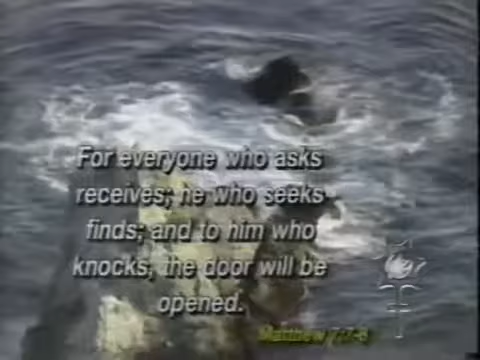 For everyone who asks
receives; he who seeks
finds; and to him who
knocks, the door will be
opened.
Matthew 7:7-8